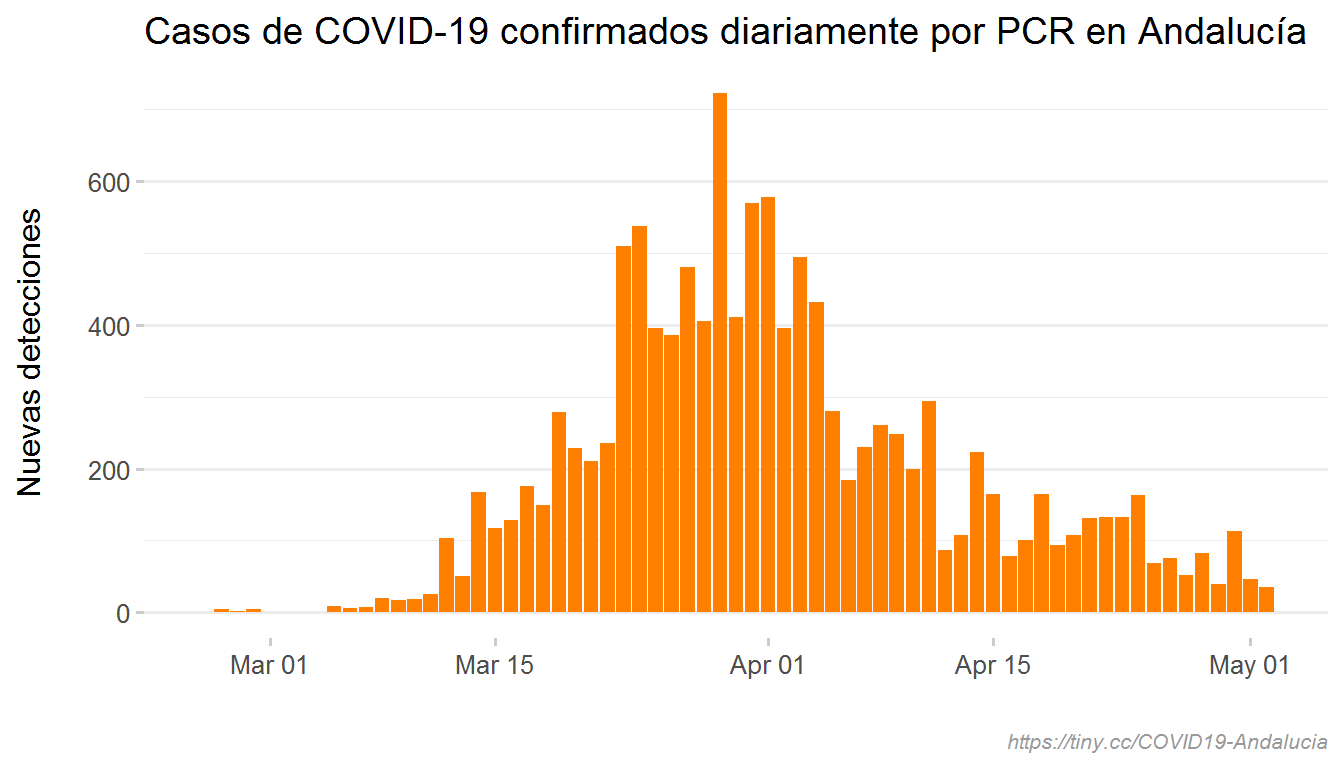 Casos de COVID-19 confirmados diariamente por PCR en Andalucía
Nuevas detecciones
600
400
200
0
Mar 01 Mar 15 Apr 01 Apr 15 May 01
https://tiny.cc/COVID19-Andalucia